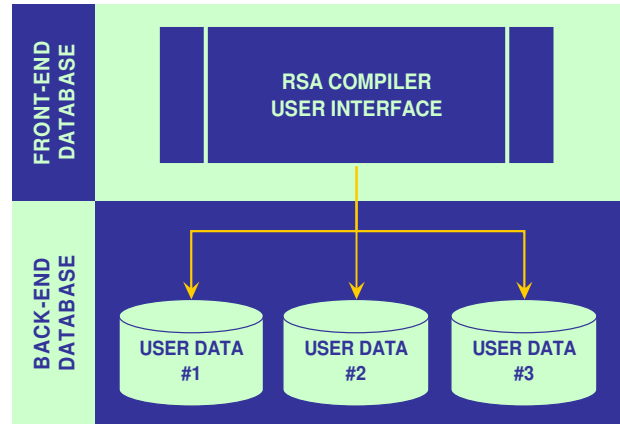 FRONT-END
DATABASE
RSA COMPILER
USER INTERFACE
BACK-END
DATABASE
USER DATA
#1
USER DATA
#2
USER DATA
#3